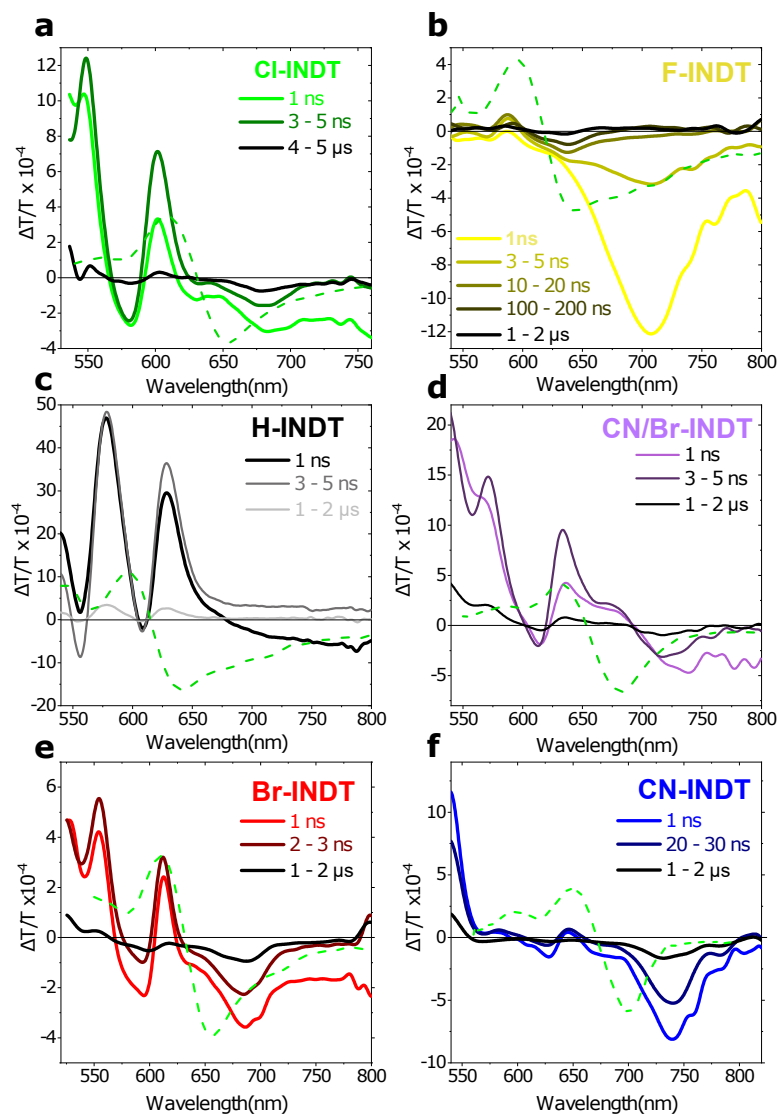 a
Cl-INDT
1 ns
3 - 5 ns
4 - 5 µs
12
10
8
6
4
2
0
-2
-4
ΔT/T x 10⁻⁴
550 600 650 700 750
Wavelength(nm)
b
F-INDT
1ns
3 - 5 ns
10 - 20 ns
100 - 200 ns
1 - 2 µs
4
2
0
-2
-4
-6
-8
-10
-12
ΔT/T x 10⁻⁴
550 600 650 700 750 800
Wavelength(nm)
c
H-INDT
1 ns
3 - 5 ns
1 - 2 µs
50
40
30
20
10
0
-10
-20
ΔT/T x 10⁻⁴
550 600 650 700 750 800
Wavelength(nm)
d
CN/Br-INDT
1 ns
3 - 5 ns
1 - 2 µs
20
15
10
5
0
-5
ΔT/T x 10⁻⁴
550 600 650 700 750 800
Wavelength(nm)
e
Br-INDT
1 ns
2 - 3 ns
1 - 2 µs
6
4
2
0
-2
-4
ΔT/T x10⁻⁴
550 600 650 700 750 800
Wavelength(nm)
f
CN-INDT
1 ns
20 - 30 ns
1 - 2 µs
10
5
0
-5
-10
ΔT/T x 10⁻⁴
550 600 650 700 750 800
Wavelength(nm)